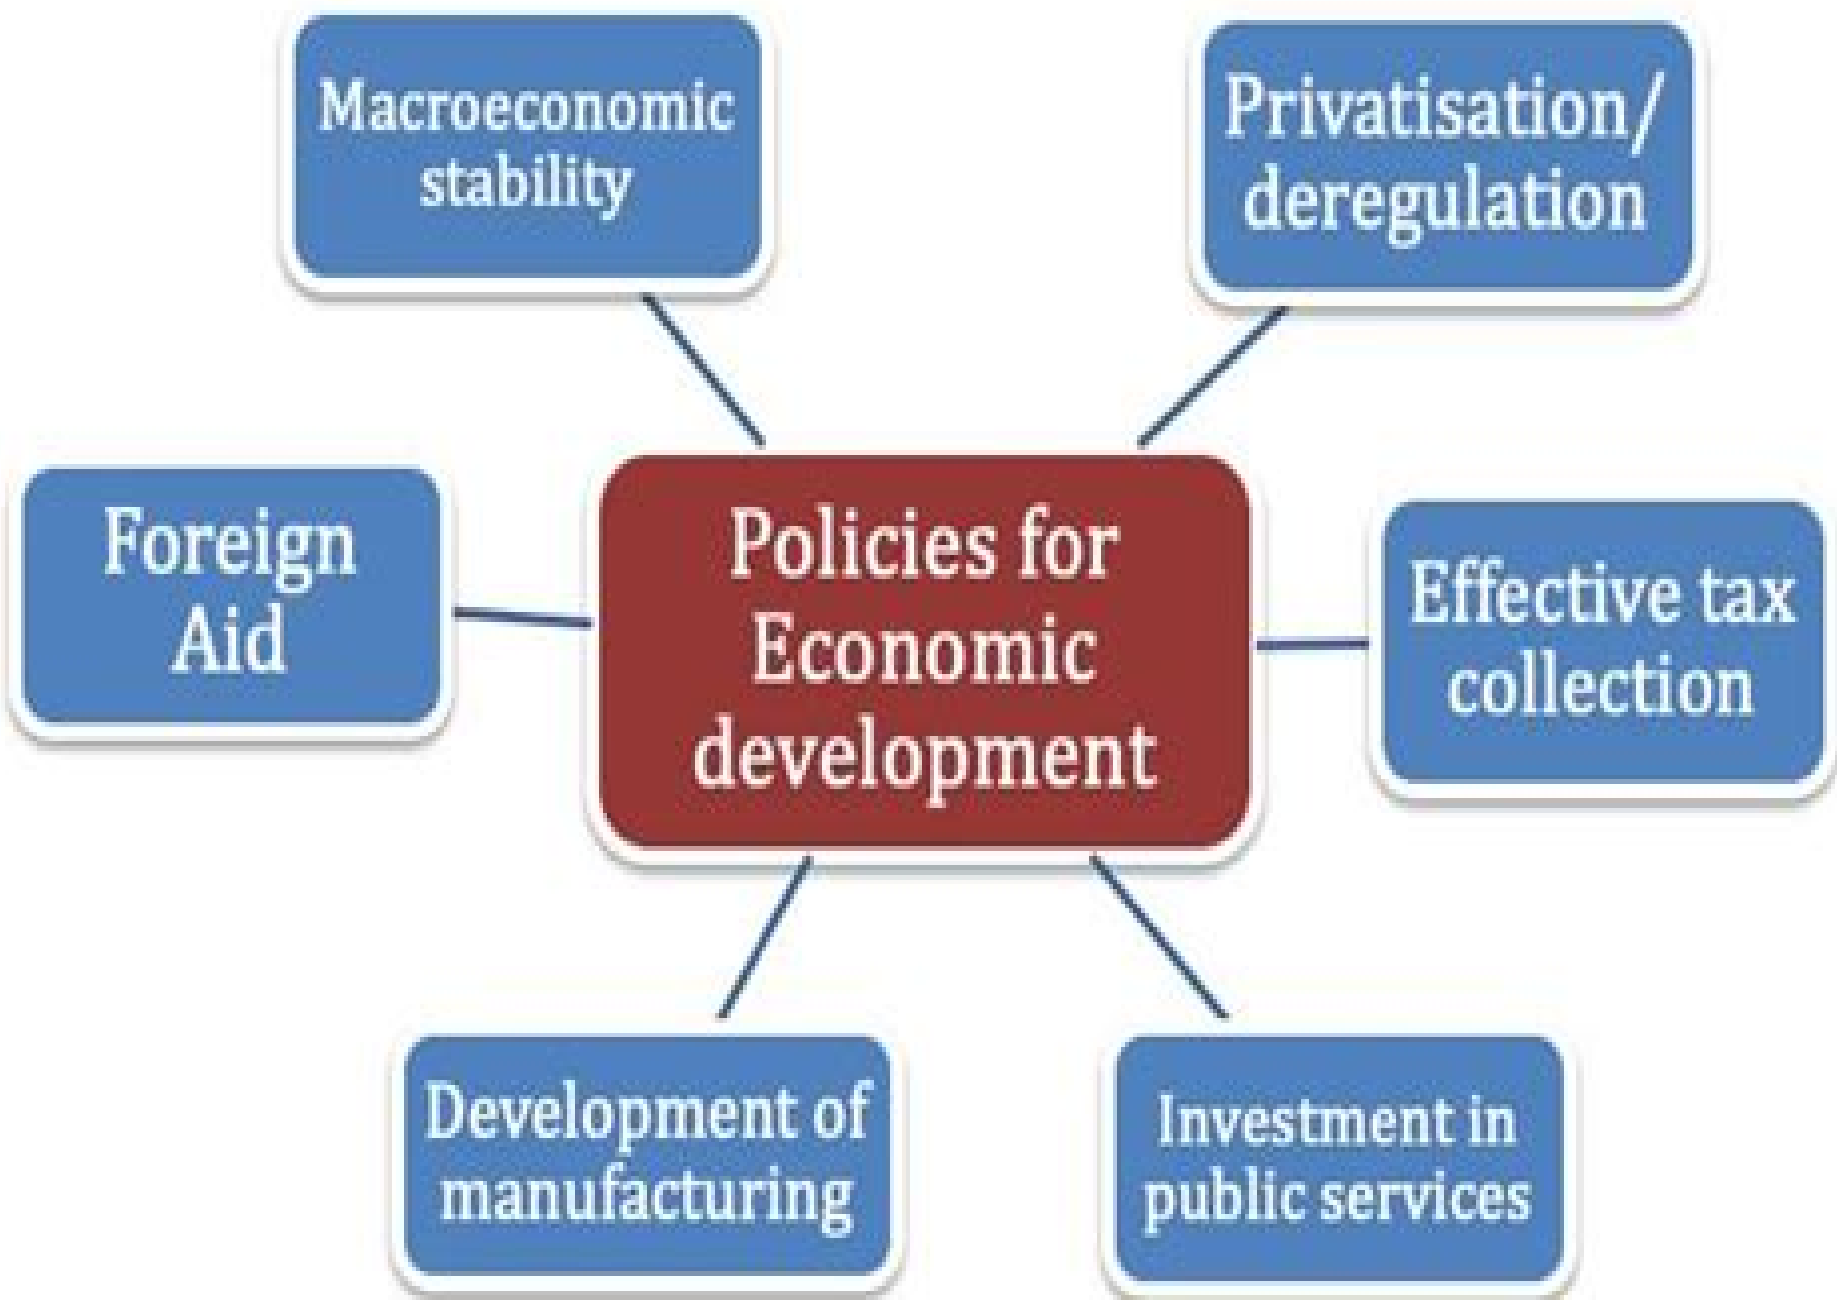 Macroeconomic
stability
Privatisation/
deregulation
Foreign
Aid
Policies for
Economic
development
Effective tax
collection
Development of
manufacturing
Investment in
public services